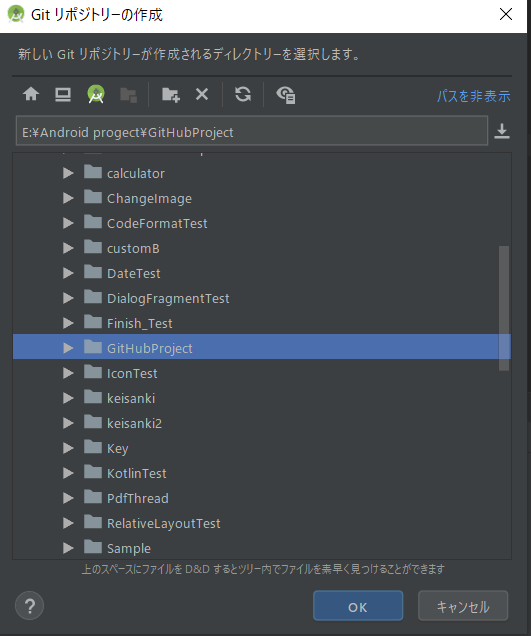 Git リポジトリーの作成
新しい Git リポジトリーが作成されるディレクトリーを選択します。
パスを非表示
E:¥Android progect¥GitHubProject
calculator
ChangeImage
CodeFormatTest
customB
DateTest
DialogFragmentTest
Finish_Test
GitHubProject
IconTest
keisanki
keisanki2
Key
KotlinTest
PdfThread
RelativeLayoutTest
Sample
上のスペースにファイルを D&D するとツリー内でファイルを素早く見つけることができます
?
OK
キャンセル